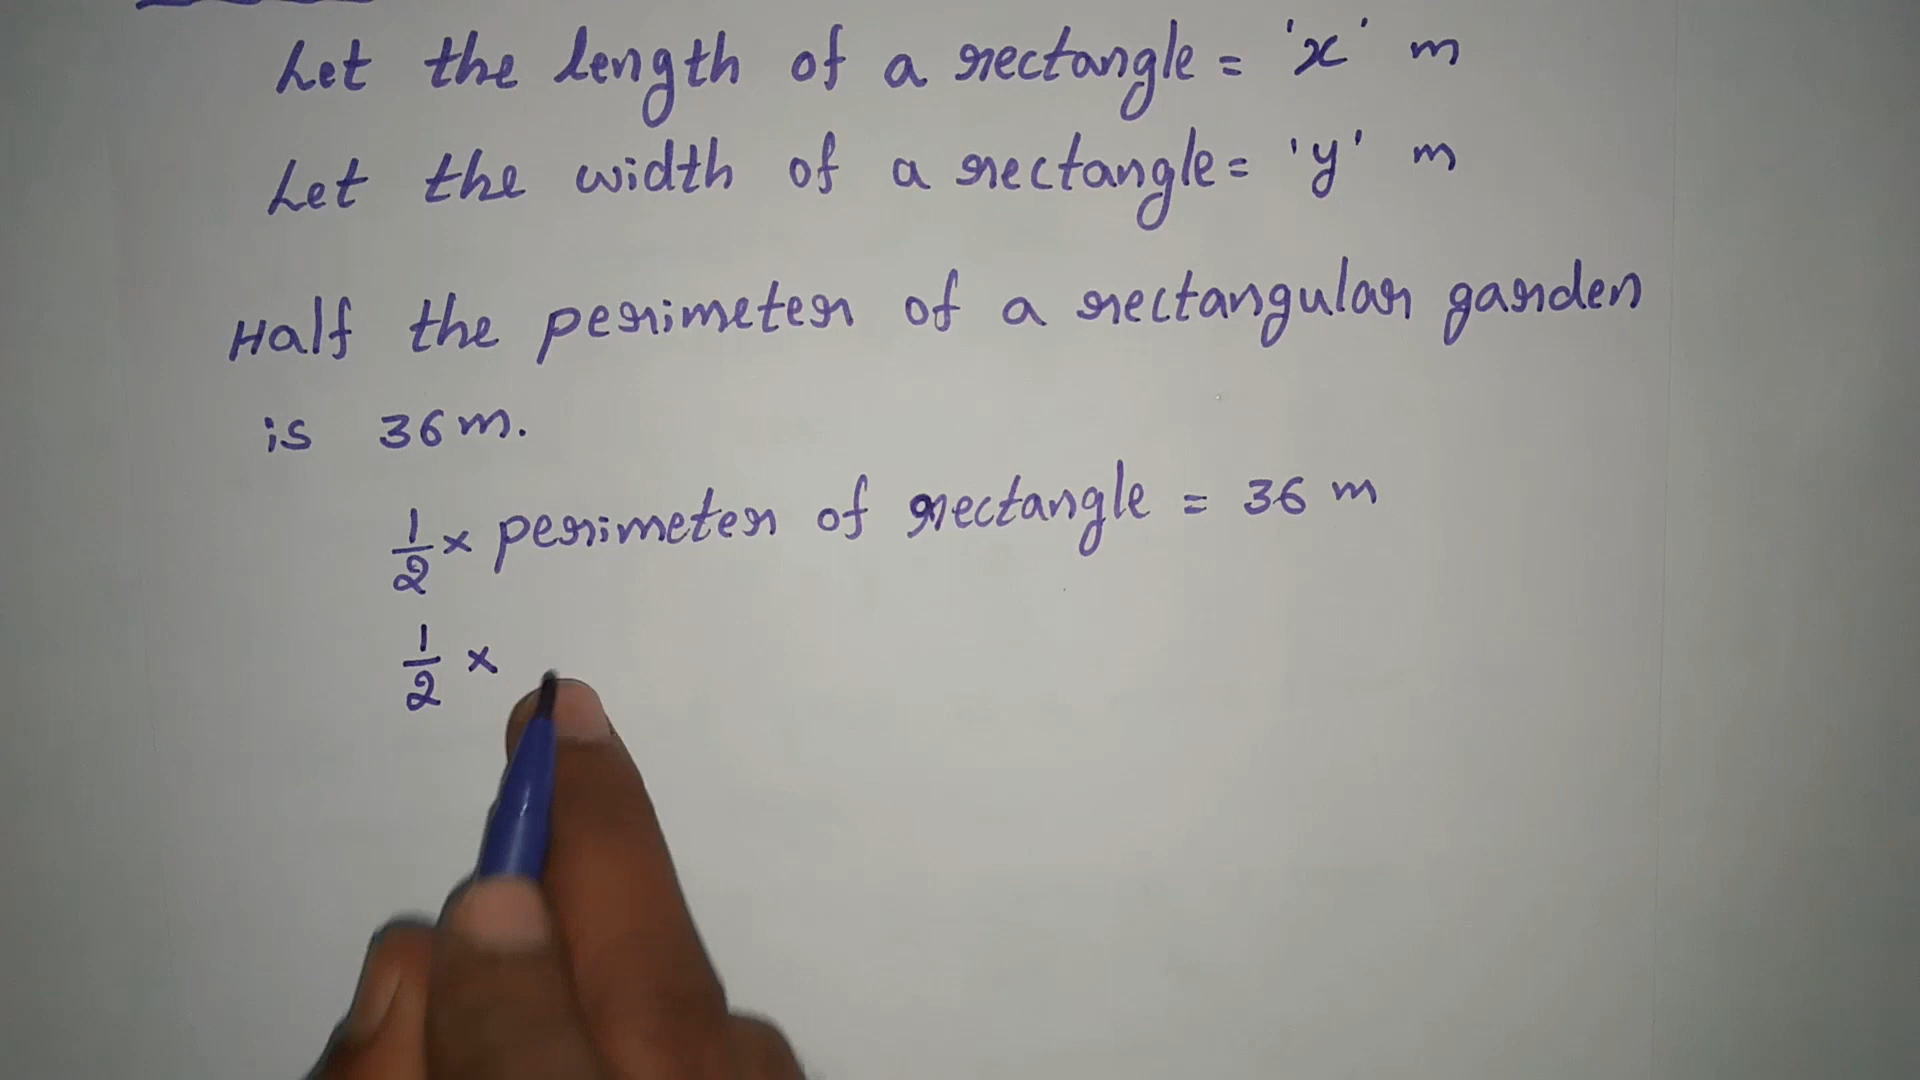 Let the length of a rectangle = 'x' m
Let the width of a rectangle = 'y' m
Half the perimeter of a rectangular garden
is 36 m.
1/2 × perimeter of rectangle = 36 m
1/2 ×